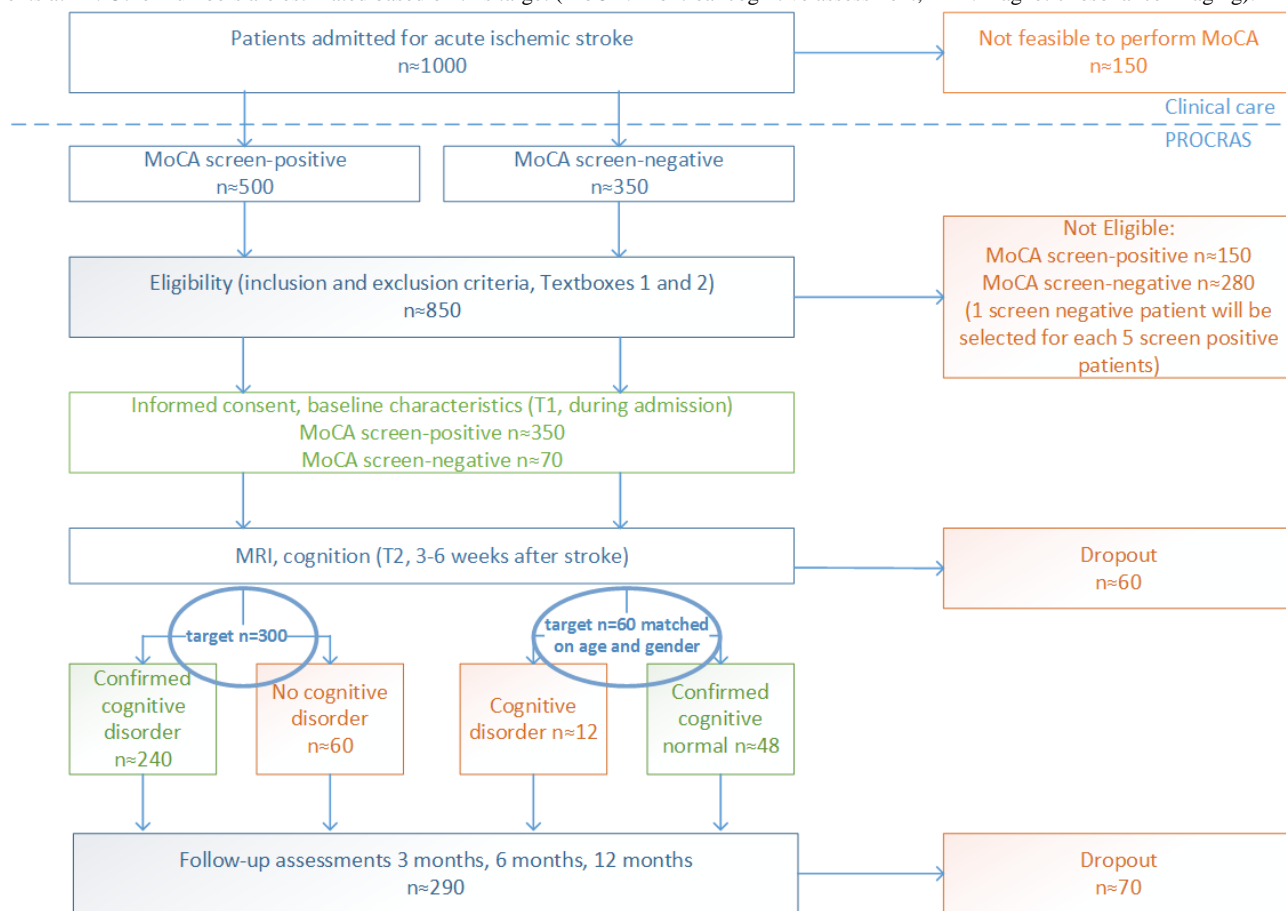 Patients admitted for acute ischemic stroke
n≈1000
Not feasible to perform MoCA
n≈150
Clinical care
PROCRAS
MoCA screen-positive
n≈500
MoCA screen-negative
n≈350
Not Eligible:
MoCA screen-positive n≈150
MoCA screen-negative n≈280
(1 screen negative patient will be
selected for each 5 screen positive
patients)
Eligibility (inclusion and exclusion criteria, Textboxes 1 and 2)
n≈850
Informed consent, baseline characteristics (T1, during admission)
MoCA screen-positive n≈350
MoCA screen-negative n≈70
MRI, cognition (T2, 3-6 weeks after stroke)
Dropout
n≈60
target n=300
target n=60 matched
on age and gender
Confirmed
cognitive
disorder
n≈240
No cognitive
disorder
n≈60
Cognitive
disorder n≈12
Confirmed
cognitive
normal n≈48
Follow-up assessments 3 months, 6 months, 12 months
n≈290
Dropout
n≈70